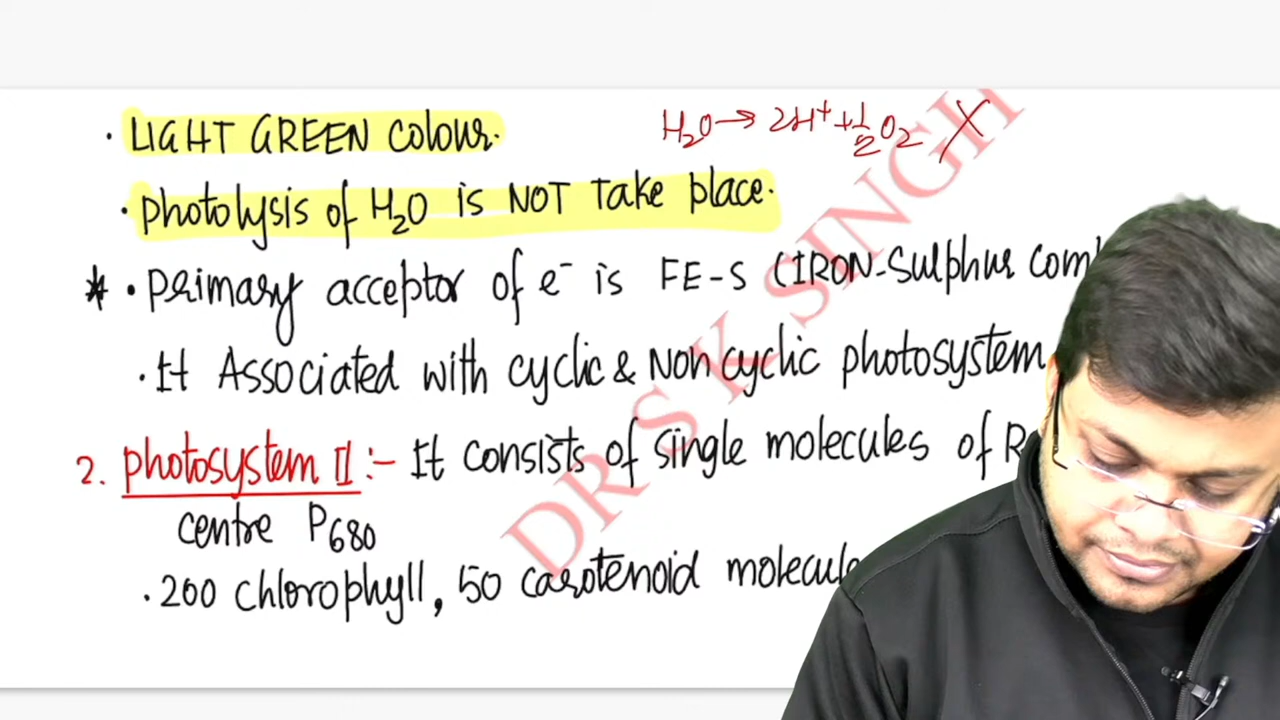 · LIGHT GREEN Colour.
H₂O → 2H⁺ + 1/2 O₂ X
· Photolysis of H₂O is NOT Take place.
* · Primary acceptor of e⁻ is FE-S (IRON-Sulphur Com
· It Associated with cyclic & Non cyclic photosystem
2. Photosystem II :- It consists of single molecules of R
centre P₆₈₀
· 200 chlorophyll, 50 carotenoid molecule
DR S K SINGH